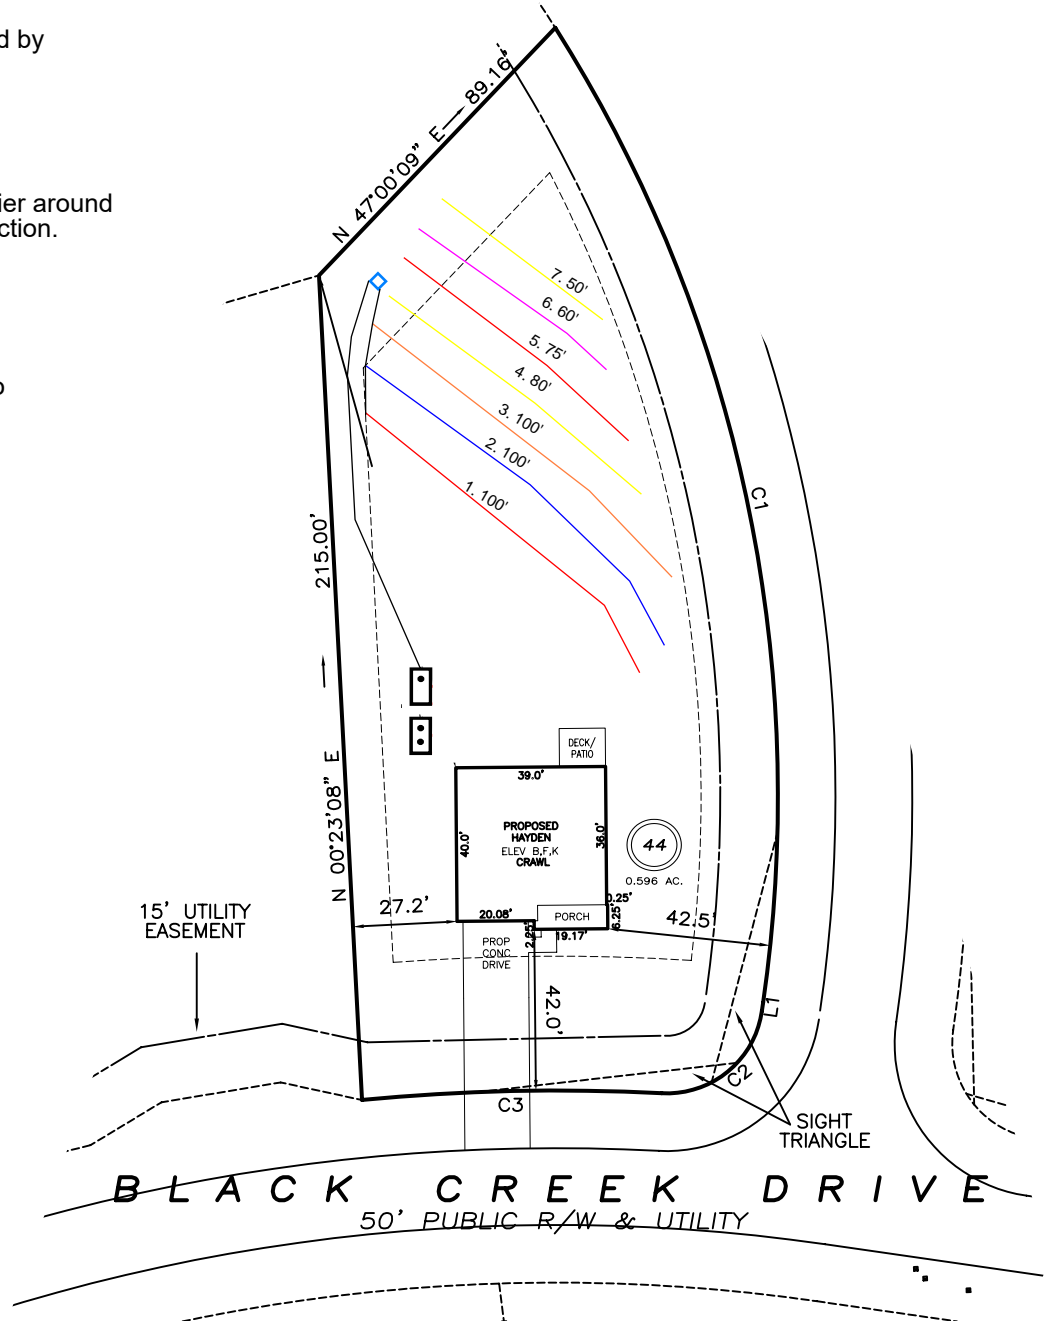 d by
ier around
ction.
N 47°00'09" E 89.16'
7. 50'
6. 60'
5. 75'
4. 80'
3. 100'
2. 100'
1. 100'
C1
215.00'
N 00°23'08" E
DECK/
PATIO
39.0'
40.0'
36.0'
PROPOSED
HAYDEN
ELEV B,F,K
CRAWL
44
0.596 AC.
27.2'
20.08'
PORCH
0.25'
6.25'
2.25'
19.17'
42.5'
PROP
CONC
DRIVE
42.0'
15' UTILITY
EASEMENT
L1
C2
C3
SIGHT
TRIANGLE
BLACK CREEK DRIVE
50' PUBLIC R/W & UTILITY